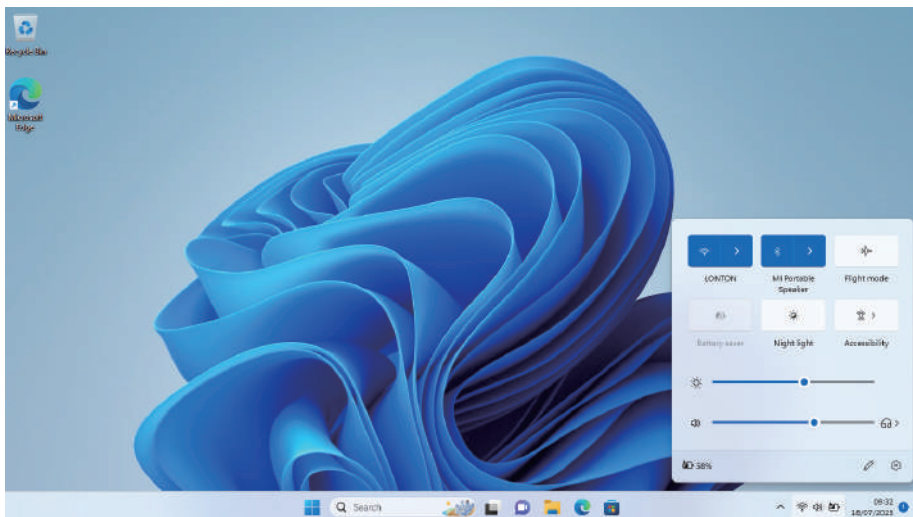 Recycle Bin
Microsoft
Edge
LONTON
MI Portable
Speaker
Flight mode
Battery saver
Night light
Accessibility
58%
Search
08:32
18/07/2023